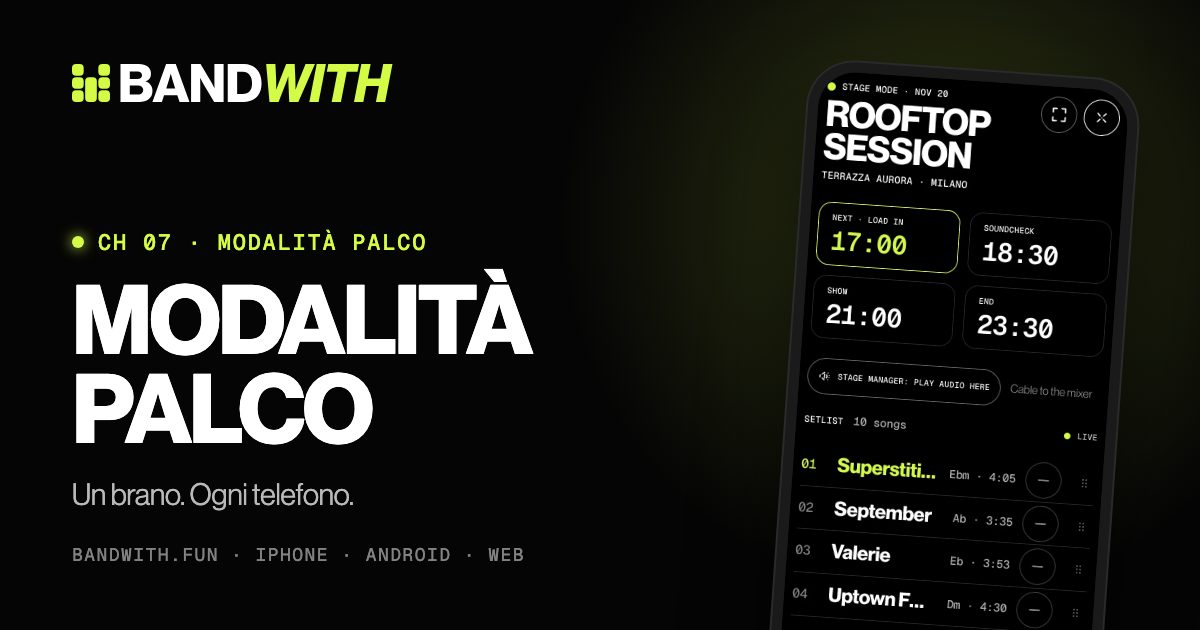 BANDWITH
CH 07 · MODALITÀ PALCO
MODALITÀ
PALCO
Un brano. Ogni telefono.
BANDWITH.FUN · IPHONE · ANDROID · WEB
STAGE MODE · NOV 20
ROOFTOP
SESSION
TERRAZZA AURORA · MILANO
NEXT · LOAD IN
17:00
SOUNDCHECK
18:30
SHOW
21:00
END
23:30
STAGE MANAGER: PLAY AUDIO HERE
Cable to the mixer
SETLIST 10 songs
LIVE
01 Superstiti... Ebm · 4:05
02 September Ab · 3:35
03 Valerie Eb · 3:53
04 Uptown F... Dm · 4:30